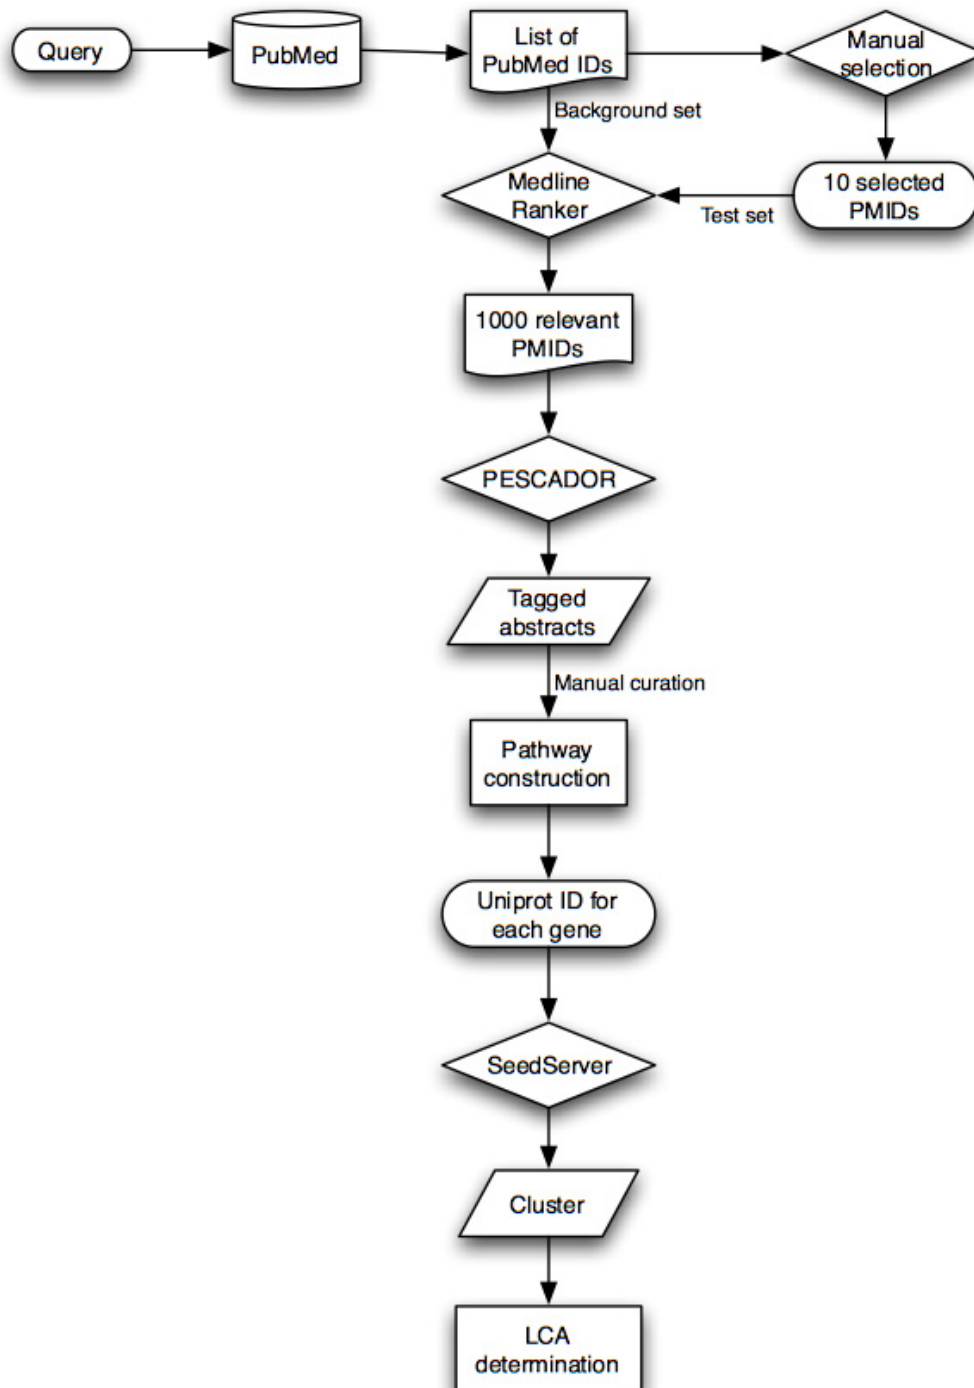 Query
PubMed
List of
PubMed IDs
Manual
selection
Background set
Medline
Ranker
Test set
10 selected
PMIDs
1000 relevant
PMIDs
PESCADOR
Tagged
abstracts
Manual curation
Pathway
construction
Uniprot ID for
each gene
SeedServer
Cluster
LCA
determination